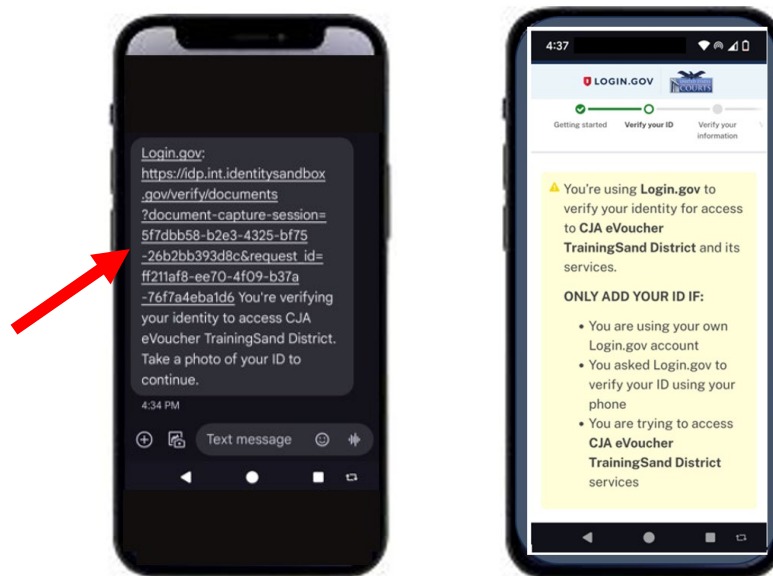 Login.gov:
https://idp.int.identitysandbox
.gov/verify/documents
?document-capture-session=
5f7dbb58-b2e3-4325-bf75
-26b2bb393d8c&request_id=
ff211af8-ee70-4f09-b37a
-76f7a4eba1d6 You're verifying
your identity to access CJA
eVoucher TrainingSand District.
Take a photo of your ID to
continue.
4:34 PM
Text message
4:37
LOGIN.GOV
COURTS
Getting started
Verify your ID
Verify your
information
You're using Login.gov to
verify your identity for access
to CJA eVoucher
TrainingSand District and its
services.
ONLY ADD YOUR ID IF:
• You are using your own
Login.gov account
• You asked Login.gov to
verify your ID using your
phone
• You are trying to access
CJA eVoucher
TrainingSand District
services